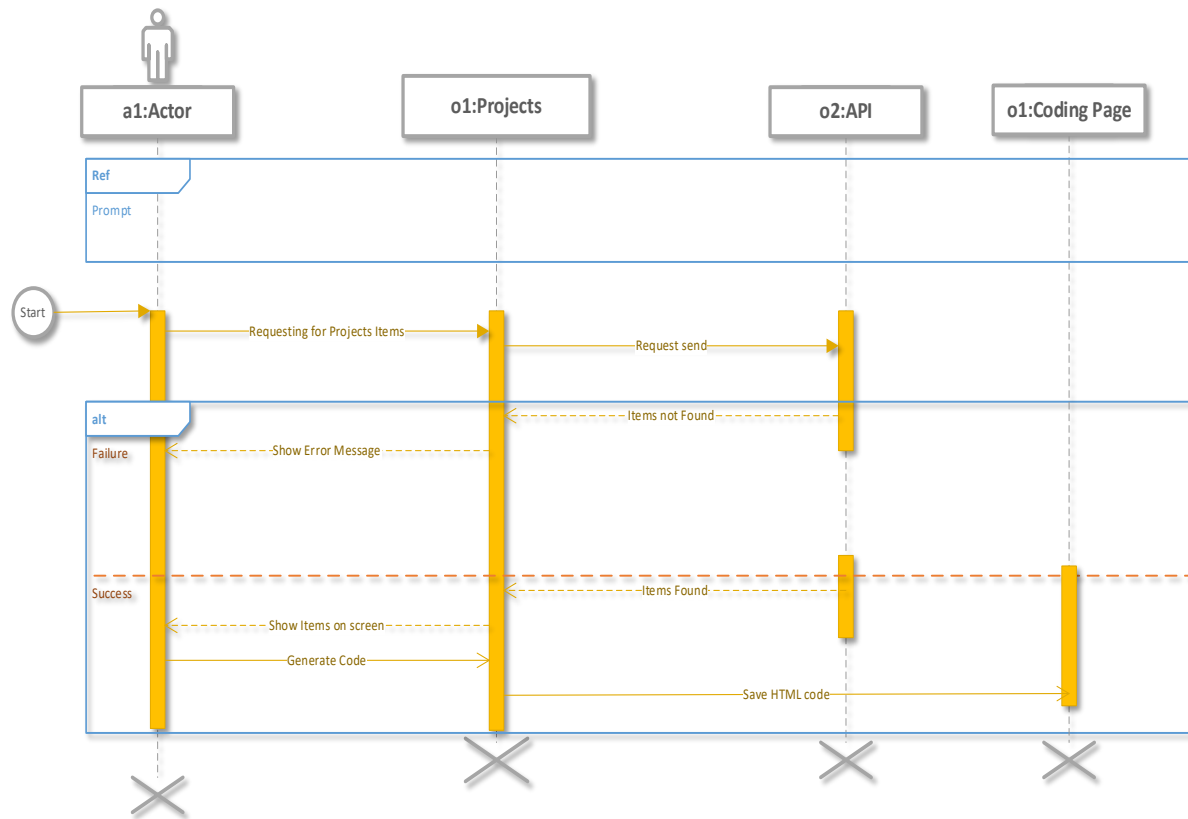 a1:Actor
o1:Projects
o2:API
o1:Coding Page
Ref
Prompt
Start
Requesting for Projects Items
Request send
alt
Items not Found
Failure
Show Error Message
Success
Items Found
Show Items on screen
Generate Code
Save HTML code